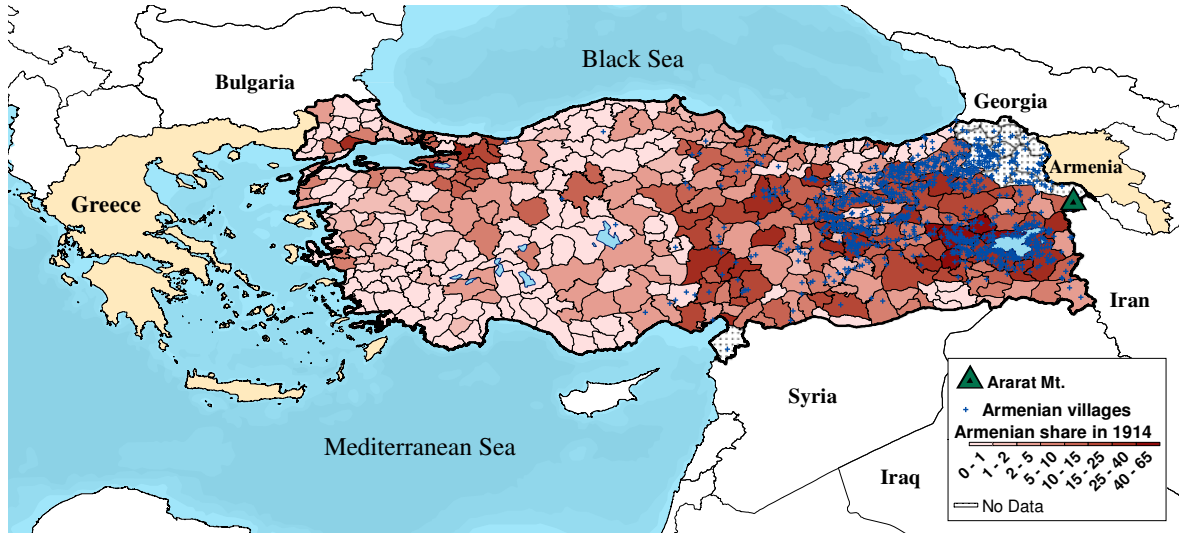 Black Sea
Bulgaria
Georgia
Armenia
Greece
Iran
Syria
Mediterranean Sea
Iraq
Ararat Mt.
Armenian villages
Armenian share in 1914
0 - 1
1 - 2
2 - 5
5 - 10
10 - 15
15 - 25
25 - 40
40 - 65
No Data